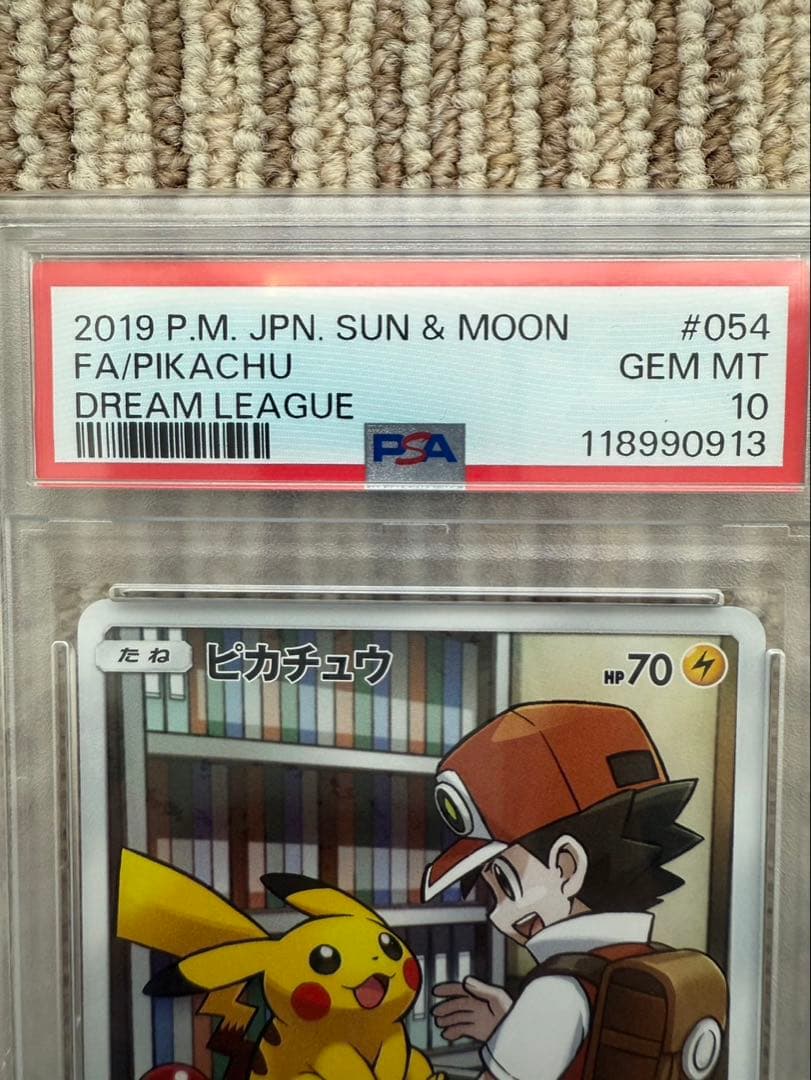 2019 P.M. JPN. SUN & MOON #054
FA/PIKACHU GEM MT
DREAM LEAGUE 10
PSA 118990913
たね ピカチュウ HP70